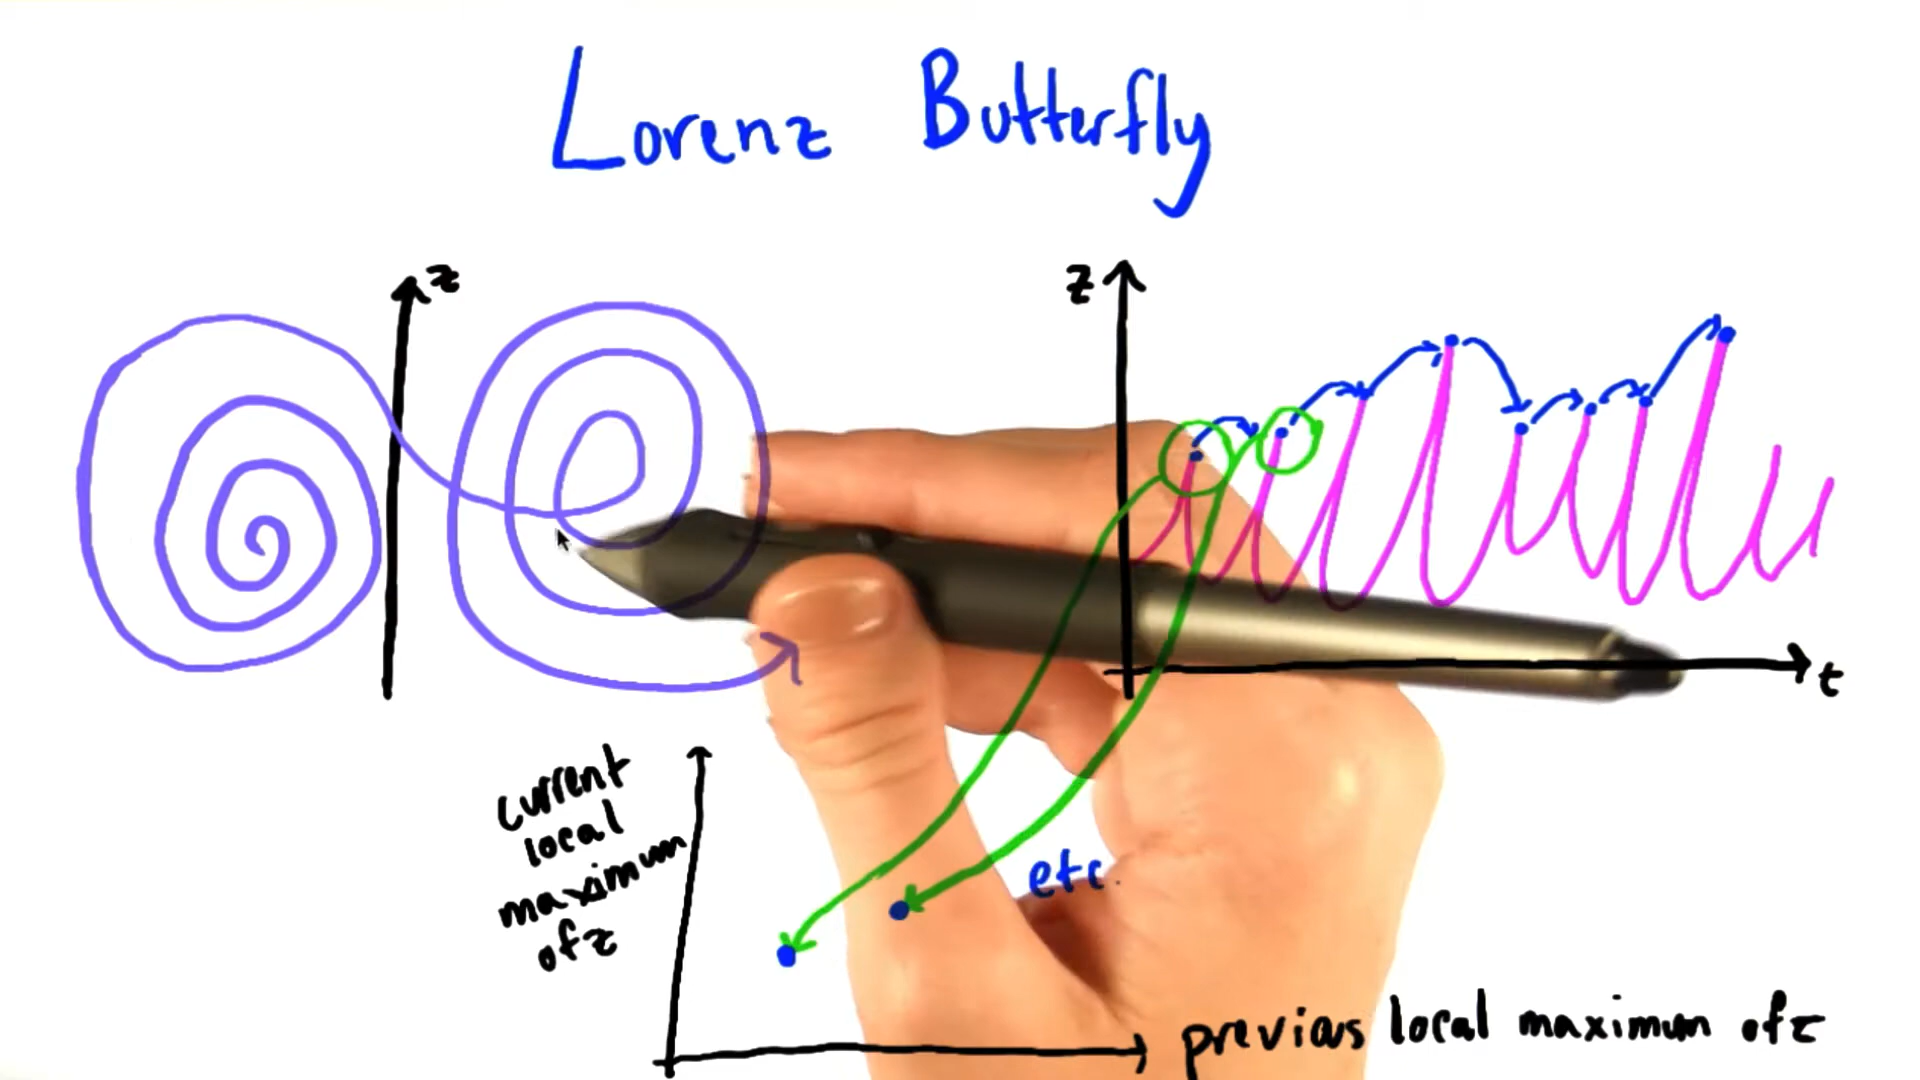 Lorenz Butterfly
z
z
t
current
local
maximum
of z
etc.
previous local maximum of z